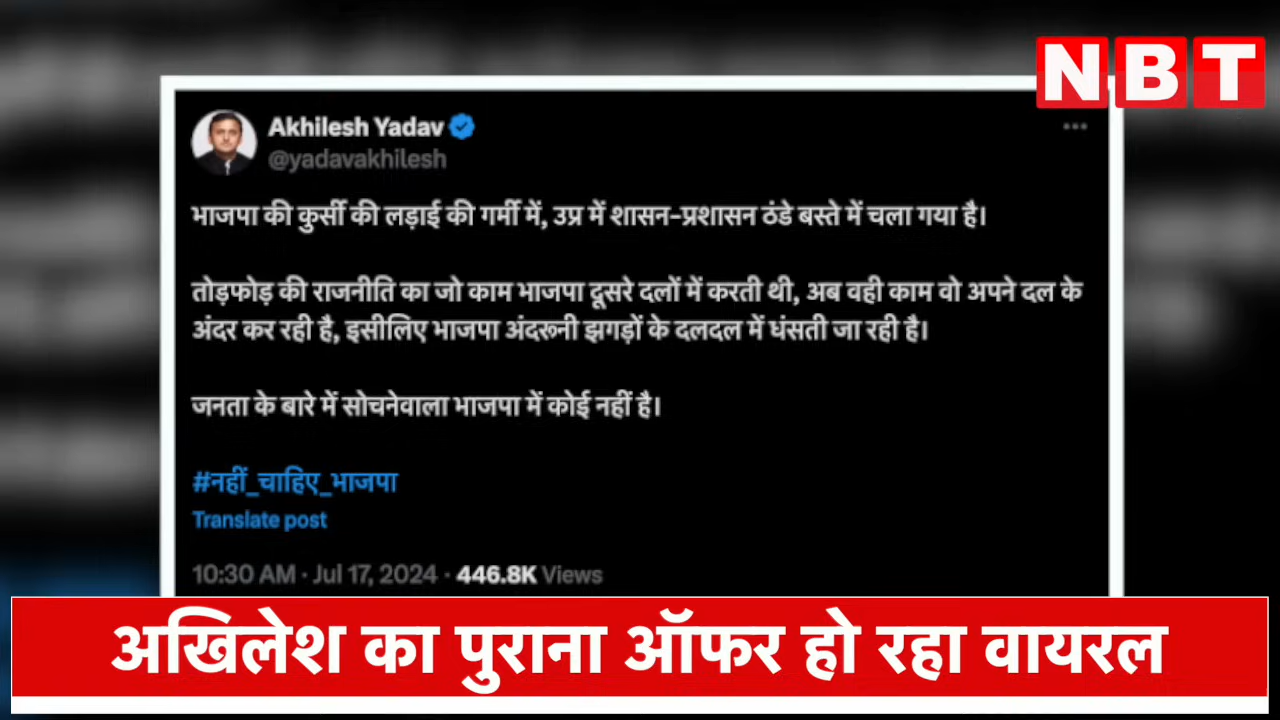 NBT
Akhilesh Yadav
@yadavakhilesh
भाजपा की कुर्सी की लड़ाई की गर्मी में, उप्र में शासन-प्रशासन ठंडे बस्ते में चला गया है।
तोड़फोड़ की राजनीति का जो काम भाजपा दूसरे दलों में करती थी, अब वही काम वो अपने दल के
अंदर कर रही है, इसीलिए भाजपा अंदरूनी झगड़ों के दलदल में धंसती जा रही है।
जनता के बारे में सोचनेवाला भाजपा में कोई नहीं है।
#नहीं_चाहिए_भाजपा
Translate post
10:30 AM · Jul 17, 2024 · 446.8K Views
अखिलेश का पुराना ऑफर हो रहा वायरल